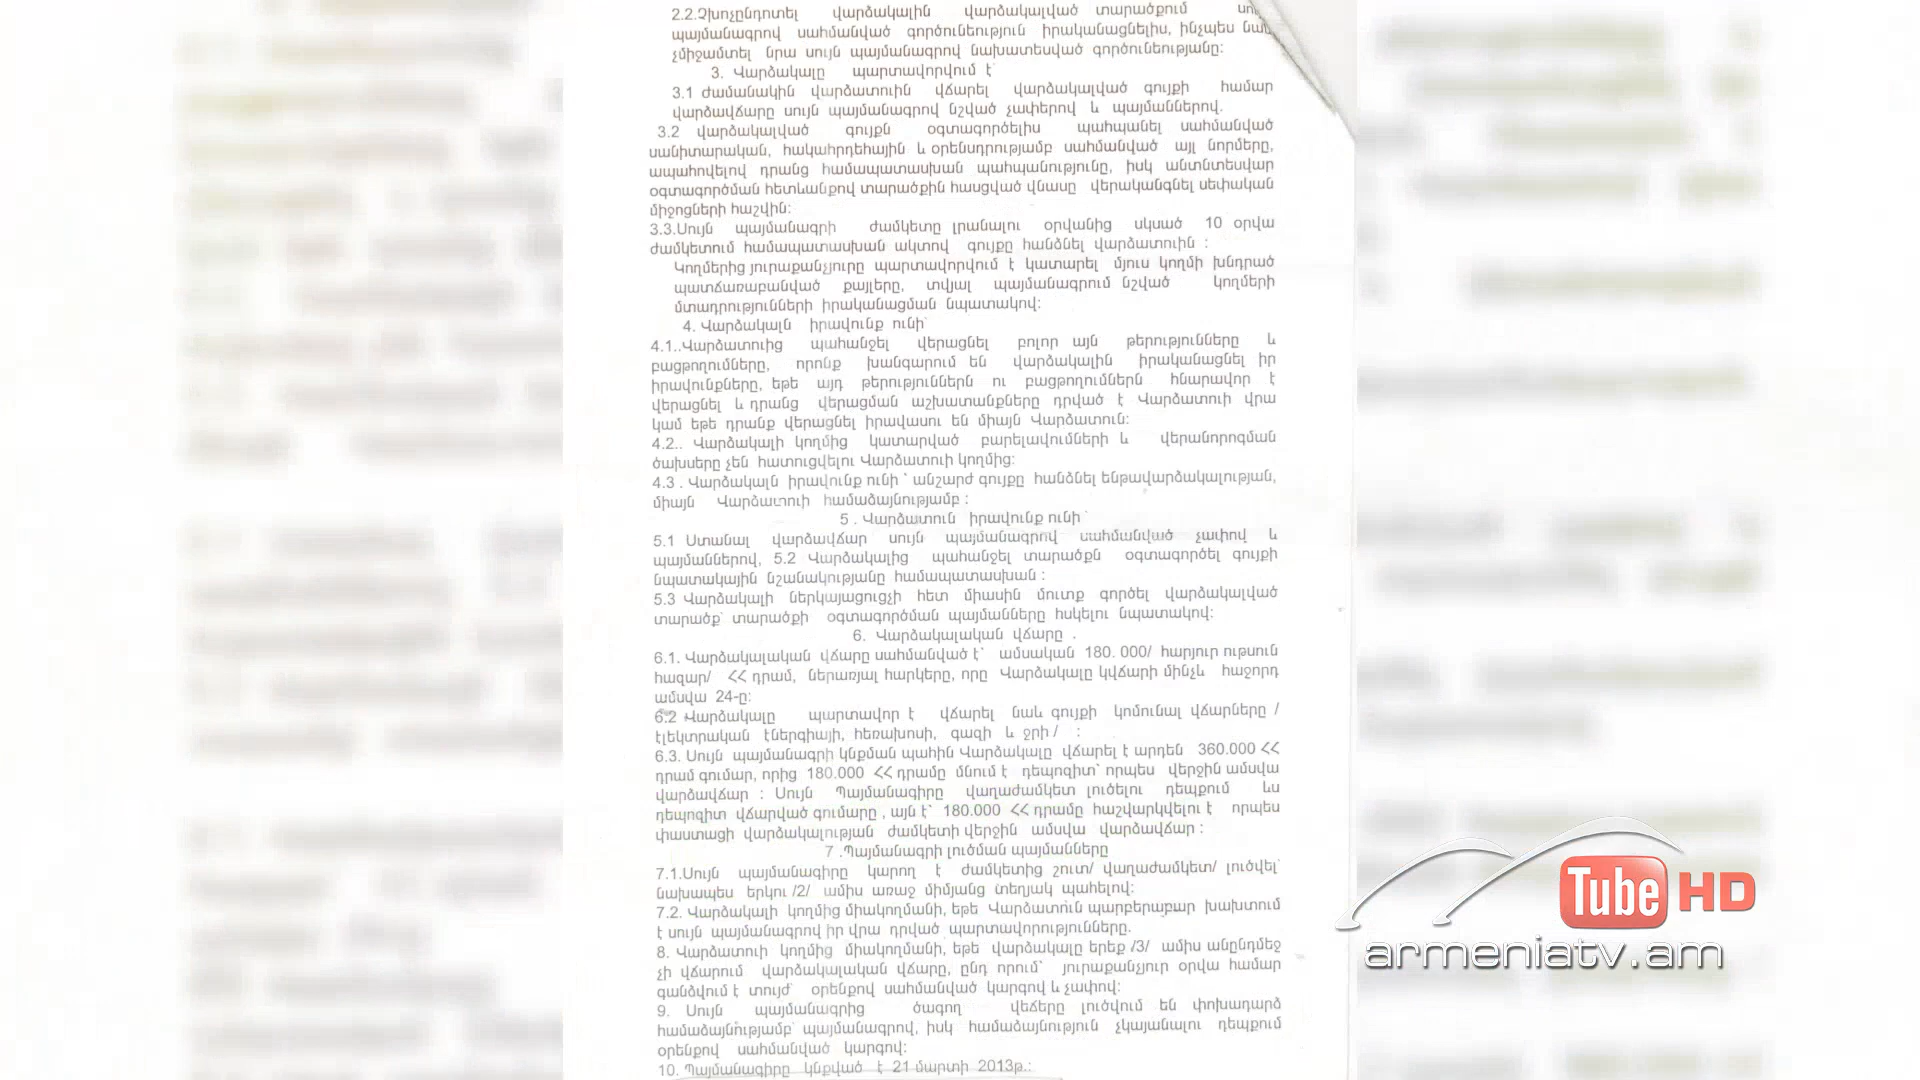 2.2.Չխոչընդոտել վարձակալին վարձակալված տարածքում
պայմանագրով սահմանված գործունեություն իրականացնելիս, ինչպես նաև
չմիջամտել նրա սույն պայմանագրով նախատեսված գործունեությանը:
3. Վարձակալը պարտավորվում է՝
3.1 ժամանակին վարձատուին վճարել վարձակալված գույքի համար
վարձավճարը սույն պայմանագրով նշված չափերով և պայմաններով.
3.2 վարձակալված գույքն օգտագործելիս պահպանել սահմանված
սանիտարական, հակահրդեհային և օրենսդրությամբ սահմանված այլ նորմերը,
ապահովելով դրանց համապատասխան պահպանությունը, իսկ անտնտեսվար
օգտագործման հետևանքով տարածքին հասցված վնասը վերականգնել սեփական
միջոցների հաշվին:
3.3.Սույն պայմանագրի ժամկետը լրանալու օրվանից սկսած 10 օրվա
ժամկետում համապատասխան ակտով գույքը հանձնել վարձատուին :
Կողմերից յուրաքանչյուրը պարտավորվում է կատարել մյուս կողմի խնդրած
պատճառաբանված քայլերը, տվյալ պայմանագրում նշված կողմերի
մտադրությունների իրականացման նպատակով:
4. Վարձակալն իրավունք ունի՝
4.1..Վարձատուից պահանջել վերացնել բոլոր այն թերությունները և
բացթողումները, որոնք խանգարում են վարձակալին իրականացնել իր
իրավունքները, եթե այդ թերություններն ու բացթողումներն հնարավոր է
վերացնել և դրանց վերացման աշխատանքները դրված է Վարձատուի վրա
կամ եթե դրանք վերացնել իրավասու են միայն Վարձատուն:
4.2.. Վարձակալի կողմից կատարված բարելավումների և վերանորոգման
ծախսերը չեն հատուցվելու Վարձատուի կողմից:
4.3 . Վարձակալն իրավունք ունի ՝ անշարժ գույքը հանձնել ենթավարձակալության,
միայն Վարձատուի համաձայնությամբ :
5 . Վարձատուն իրավունք ունի ՝
5.1 Ստանալ վարձավճար սույն պայմանագրով սահմանված չափով և
պայմաններով, 5.2 Վարձակալից պահանջել տարածքն օգտագործել գույքի
նպատակային նշանակությանը համապատասխան :
5.3 Վարձակալի ներկայացուցչի հետ միասին մուտք գործել վարձակալված
տարածք՝ տարածքի օգտագործման պայմանները հսկելու նպատակով:
6. Վարձակալական վճարը .
6.1. Վարձակալական վճարը սահմանված է՝ ամսական 180. 000/ հարյուր ութսուն
հազար/ ՀՀ դրամ, ներառյալ հարկերը, որը Վարձակալը կվճարի մինչև հաջորդ
ամսվա 24-ը:
6.2 Վարձակալը պարտավոր է վճարել նաև գույքի կոմունալ վճարները /
էլեկտրական էներգիայի, հեռախոսի, գազի և ջրի / :
6.3. Սույն պայմանագրի կնքման պահին Վարձակալը վճարել է արդեն 360.000 ՀՀ
դրամ գումար, որից 180.000 ՀՀ դրամը մնում է դեպոզիտ՝ որպես վերջին ամսվա
վարձավճար : Սույն Պայմանագիրը վաղաժամկետ լուծելու դեպքում ևս
դեպոզիտ վճարված գումարը , այն է՝ 180.000 ՀՀ դրամը հաշվարկվելու է որպես
փաստացի վարձակալության ժամկետի վերջին ամսվա վարձավճար :
7 .Պայմանագրի լուծման պայմանները
7.1.Սույն պայմանագիրը կարող է ժամկետից շուտ/ վաղաժամկետ/ լուծվել՝
նախապես երկու /2/ ամիս առաջ միմյանց տեղյակ պահելով:
7.2. Վարձակալի կողմից միակողմանի, եթե Վարձատուն պարբերաբար խախտում
է սույն պայմանագրով իր վրա դրված պարտավորությունները.
8. Վարձատուի կողմից միակողմանի, եթե վարձակալը երեք /3/ ամիս անընդմեջ
չի վճարում վարձակալական վճարը, ընդ որում՝ յուրաքանչյուր օրվա համար
գանձվում է տույժ՝ օրենքով սահմանված կարգով և չափով:
9. Սույն պայմանագրից ծագող վեճերը լուծվում են փոխադարձ
համաձայնությամբ՝ պայմանագրով, իսկ համաձայնություն չկայանալու դեպքում
օրենքով սահմանված կարգով:
10. Պայմանագիրը կնքված է 21 մարտի 2013թ.:
Tube HD
armeniatv.am